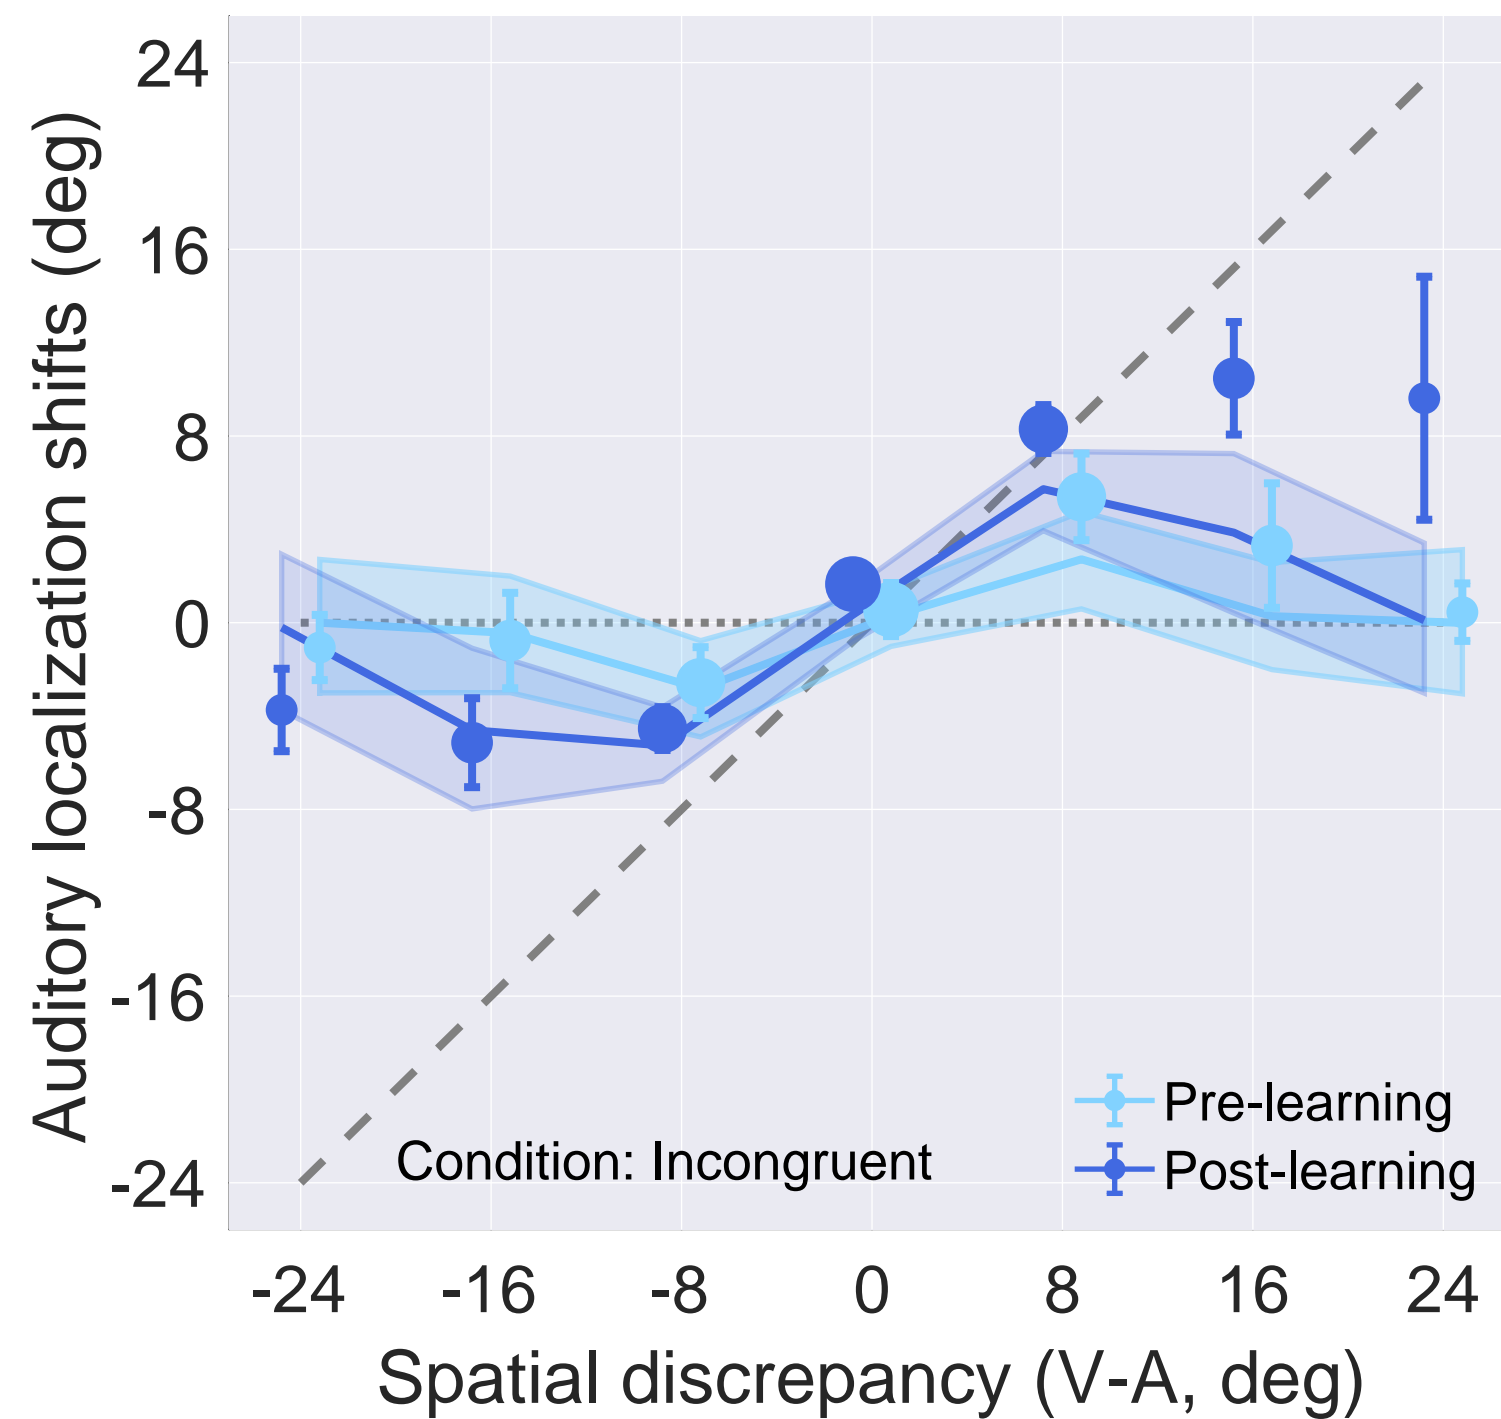 Auditory localization shifts (deg)
24
16
8
0
-8
-16
-24
Condition: Incongruent
Pre-learning
Post-learning
-24 -16 -8 0 8 16 24
Spatial discrepancy (V-A, deg)